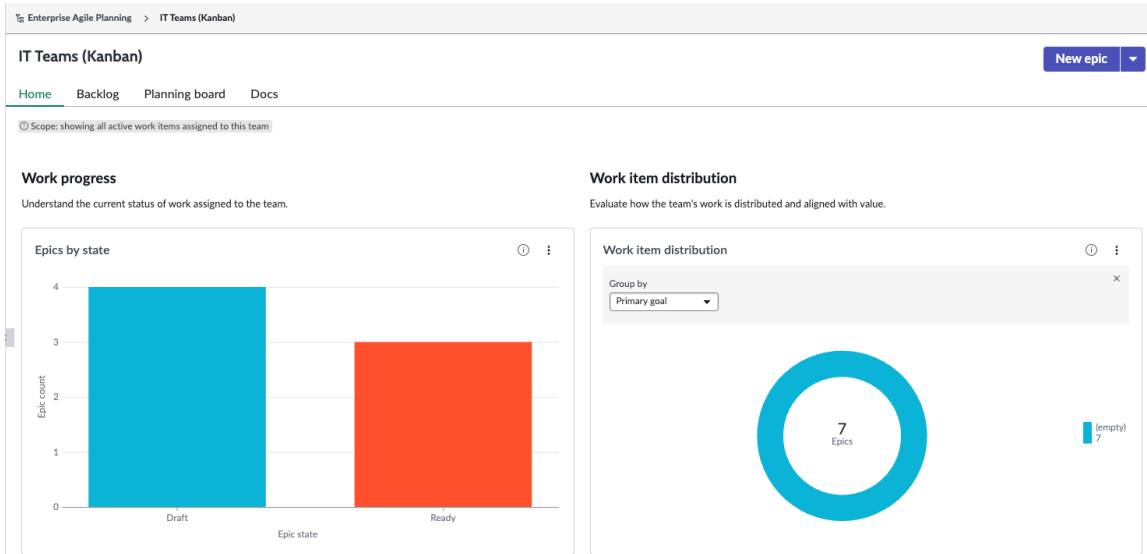 Enterprise Agile Planning > IT Teams (Kanban)
IT Teams (Kanban)
New epic
Home Backlog Planning board Docs
Scope: showing all active work items assigned to this team
Work progress
Understand the current status of work assigned to the team.
Epics by state
4
3
2
1
0
Epic count
Draft Ready
Epic state
Work item distribution
Evaluate how the team's work is distributed and aligned with value.
Work item distribution
Group by
Primary goal
7
Epics
(empty)
7